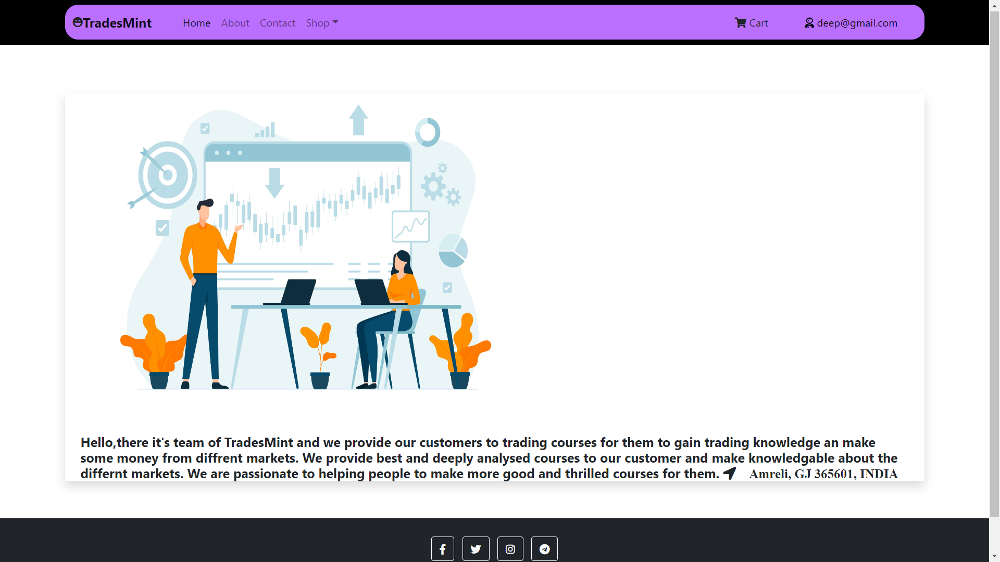 TradesMint Home About Contact Shop Cart deep@gmail.com
Hello,there it's team of TradesMint and we provide our customers to trading courses for them to gain trading knowledge an make
some money from diffrent markets. We provide best and deeply analysed courses to our customer and make knowledgable about the
differnt markets. We are passionate to helping people to make more good and thrilled courses for them. Amreli, GJ 365601, INDIA